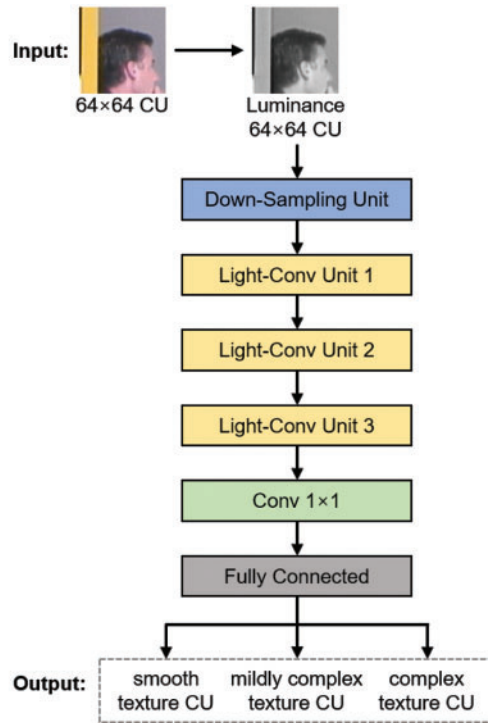 Input:
64×64 CU
Luminance
64×64 CU
Down-Sampling Unit
Light-Conv Unit 1
Light-Conv Unit 2
Light-Conv Unit 3
Conv 1×1
Fully Connected
Output:
smooth
texture CU
mildly complex
texture CU
complex
texture CU